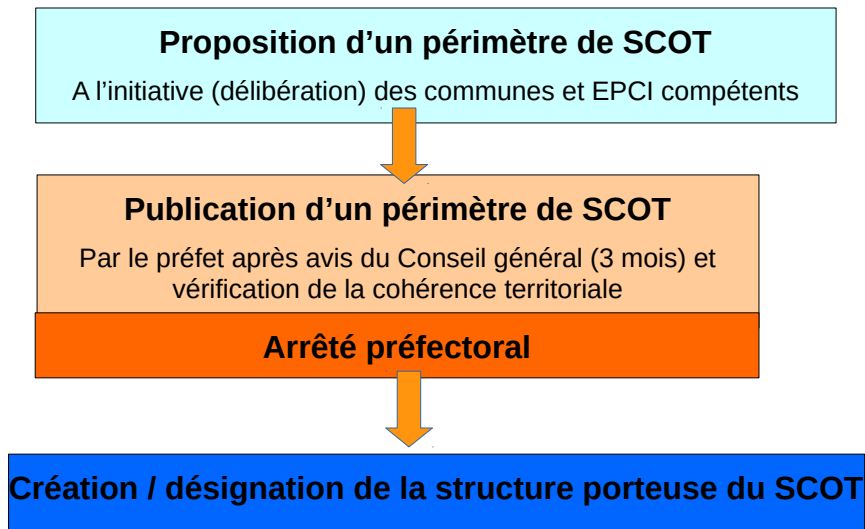 Proposition d’un périmètre de SCOT
A l’initiative (délibération) des communes et EPCI compétents
Publication d’un périmètre de SCOT
Par le préfet après avis du Conseil général (3 mois) et
vérification de la cohérence territoriale
Arrêté préfectoral
Création / désignation de la structure porteuse du SCOT